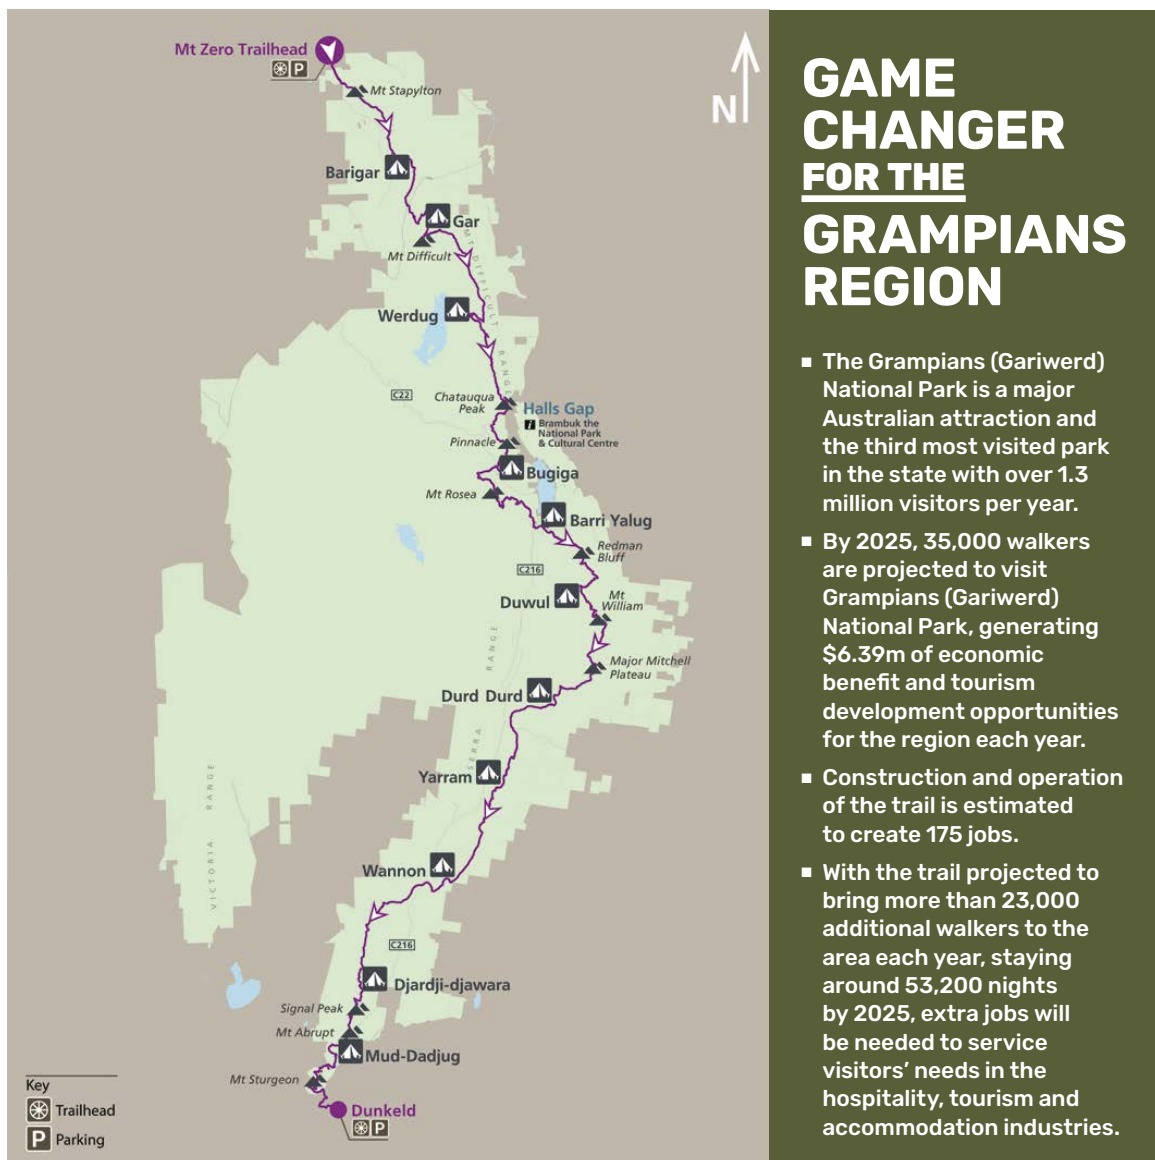 Mt Zero Trailhead
P
Mt Stapylton
N
Barigar
Gar
Mt Difficult
MT DIFFICULT RANGE
Werdug
C22
Chatauqua
Peak
Halls Gap
i Brambuk the
National Park
& Cultural Centre
Pinnacle
Bugiga
Mt Rosea
Barri Yalug
Redman
Bluff
C216
Duwul
Mt
William
SERRA RANGE
Major Mitchell
Plateau
Durd Durd
Yarram
VICTORIA RANGE
Wannon
C216
Djardji-djawara
Signal Peak
Mt Abrupt
Mud-Dadjug
Mt Sturgeon
Dunkeld
P
Key
Trailhead
P Parking
GAME
CHANGER
FOR THE
GRAMPIANS
REGION
▪ The Grampians (Gariwerd)
National Park is a major
Australian attraction and
the third most visited park
in the state with over 1.3
million visitors per year.
▪ By 2025, 35,000 walkers
are projected to visit
Grampians (Gariwerd)
National Park, generating
$6.39m of economic
benefit and tourism
development opportunities
for the region each year.
▪ Construction and operation
of the trail is estimated
to create 175 jobs.
▪ With the trail projected to
bring more than 23,000
additional walkers to the
area each year, staying
around 53,200 nights
by 2025, extra jobs will
be needed to service
visitors’ needs in the
hospitality, tourism and
accommodation industries.